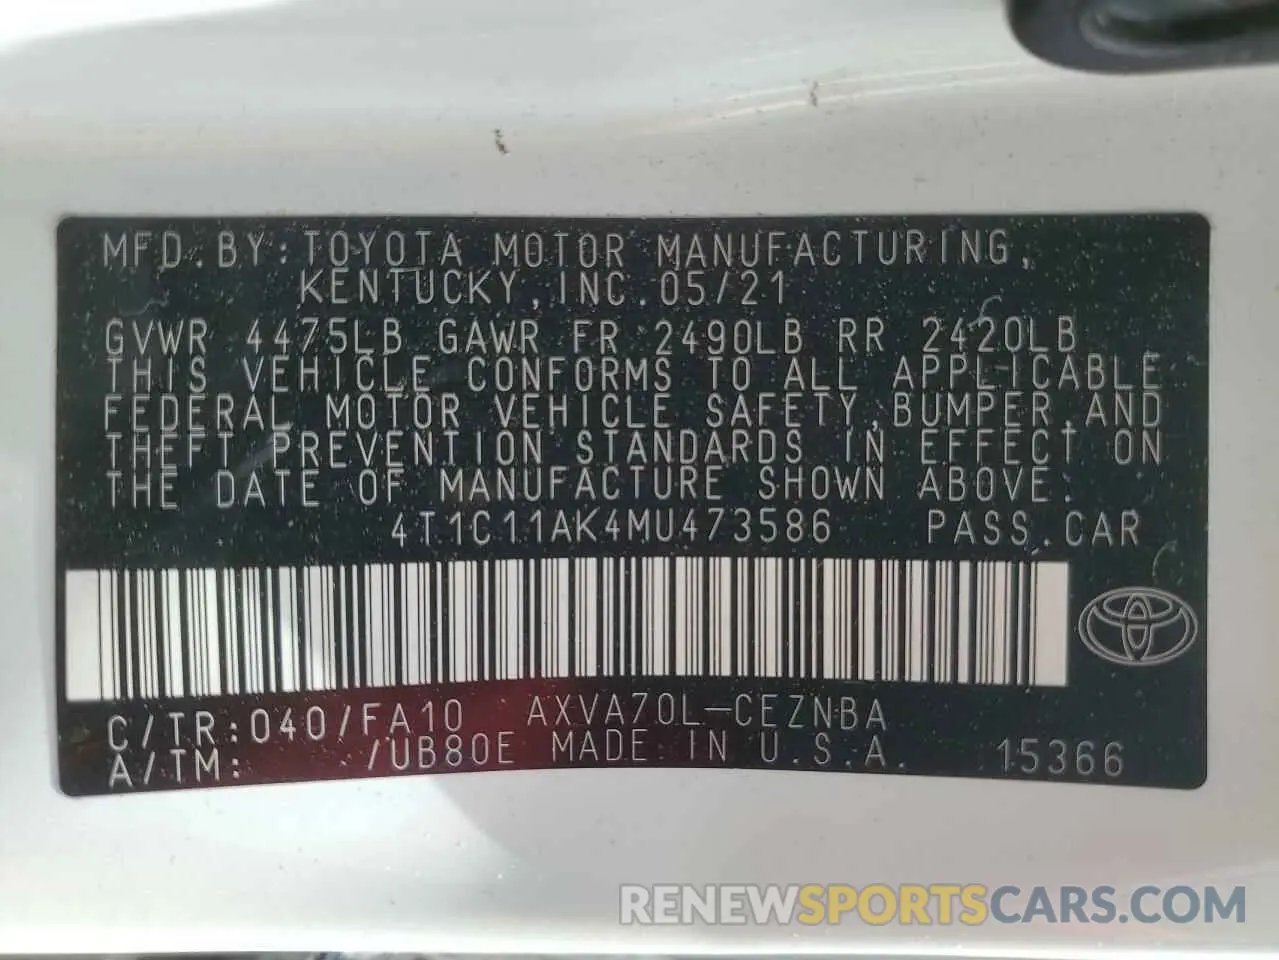 MFD. BY: TOYOTA MOTOR MANUFACTURING,
KENTUCKY, INC. 05/21
GVWR 4475LB GAWR FR 2490LB RR 2420LB
THIS VEHICLE CONFORMS TO ALL APPLICABLE
FEDERAL MOTOR VEHICLE SAFETY, BUMPER, AND
THEFT PREVENTION STANDARDS IN EFFECT ON
THE DATE OF MANUFACTURE SHOWN ABOVE.
4T1C11AK4MU473586 PASS. CAR
C/TR: 040/FA10 AXVA70L-CEZNBA
A/TM: /UB80E MADE IN U.S.A. 15366
RENEWSPORTSCARS.COM